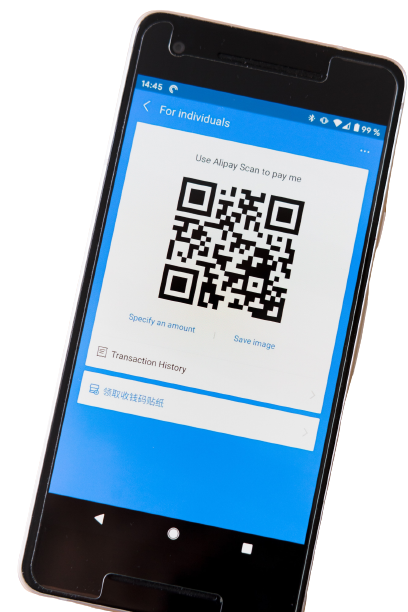 14:45 99 %
For individuals
Use Alipay Scan to pay me
Specify an amount Save image
Transaction History
领取收钱码贴纸